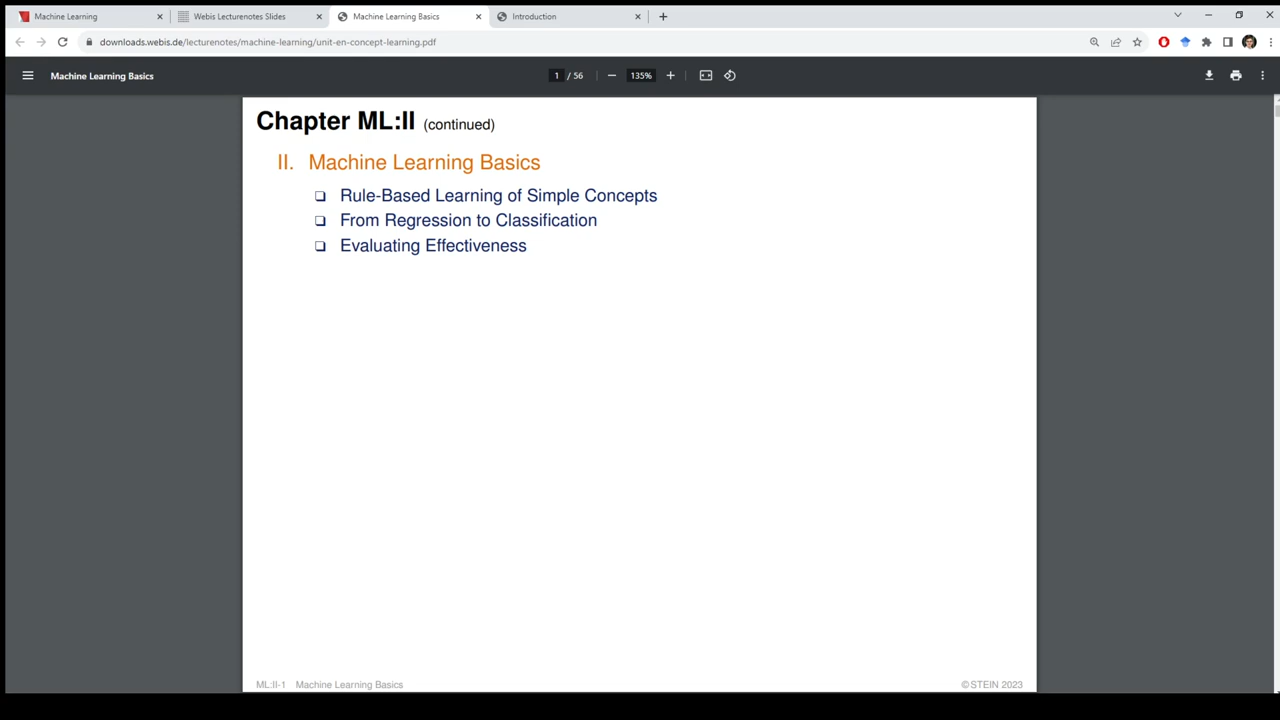 Machine Learning
Webis Lecturenotes Slides
Machine Learning Basics
Introduction
downloads.webis.de/lecturenotes/machine-learning/unit-en-concept-learning.pdf
Machine Learning Basics
1 / 56
135%
Chapter ML:II (continued)
II. Machine Learning Basics
❑ Rule-Based Learning of Simple Concepts
❑ From Regression to Classification
❑ Evaluating Effectiveness
ML:II-1 Machine Learning Basics
©STEIN 2023